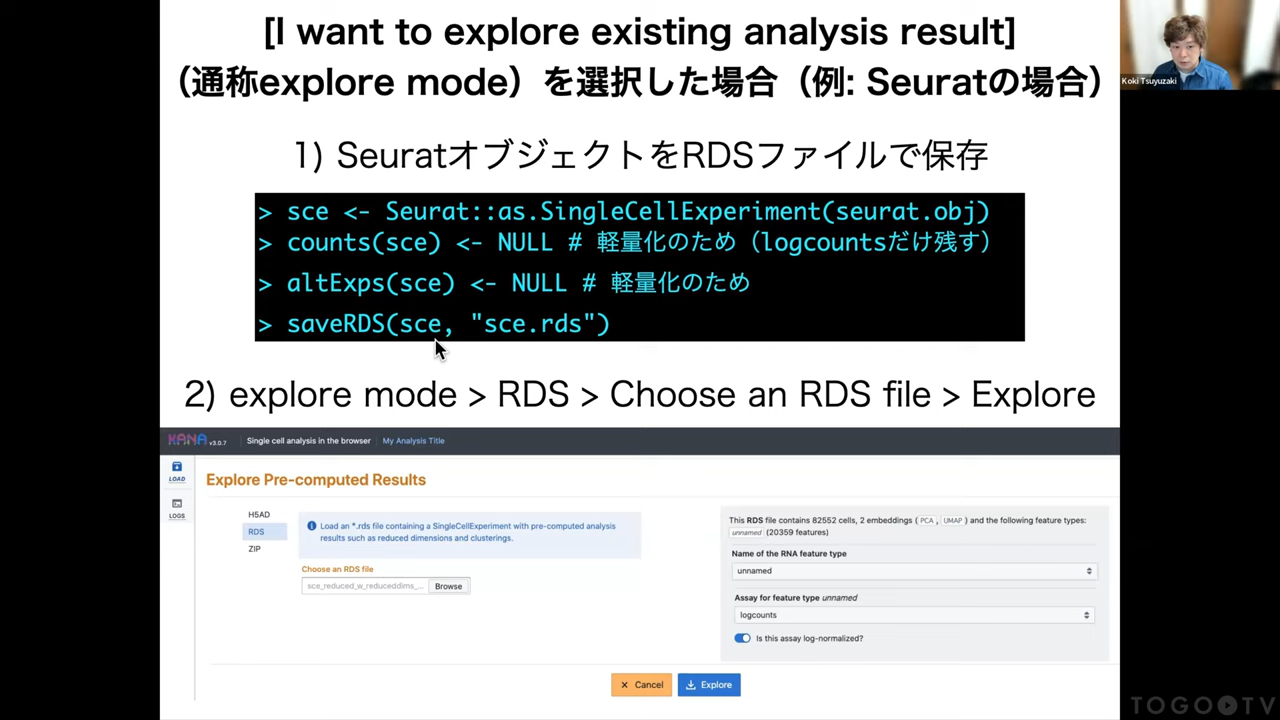 [I want to explore existing analysis result]
（通称explore mode）を選択した場合（例: Seuratの場合）
Koki Tsuyuzaki
1) SeuratオブジェクトをRDSファイルで保存
> sce <- Seurat::as.SingleCellExperiment(seurat.obj)
> counts(sce) <- NULL # 軽量化のため（logcountsだけ残す）
> altExps(sce) <- NULL # 軽量化のため
> saveRDS(sce, "sce.rds")
2) explore mode > RDS > Choose an RDS file > Explore
KANA v3.0.7 Single cell analysis in the browser My Analysis Title
LOAD
LOGS
Explore Pre-computed Results
H5AD
RDS
ZIP
Load an *.rds file containing a SingleCellExperiment with pre-computed analysis
results such as reduced dimensions and clusterings.
Choose an RDS file
sce_reduced_w_reduceddims_... Browse
This RDS file contains 82552 cells, 2 embeddings ( PCA , UMAP ) and the following feature types:
unnamed (20359 features)
Name of the RNA feature type
unnamed
Assay for feature type unnamed
logcounts
Is this assay log-normalized?
× Cancel Explore
TOGOTV